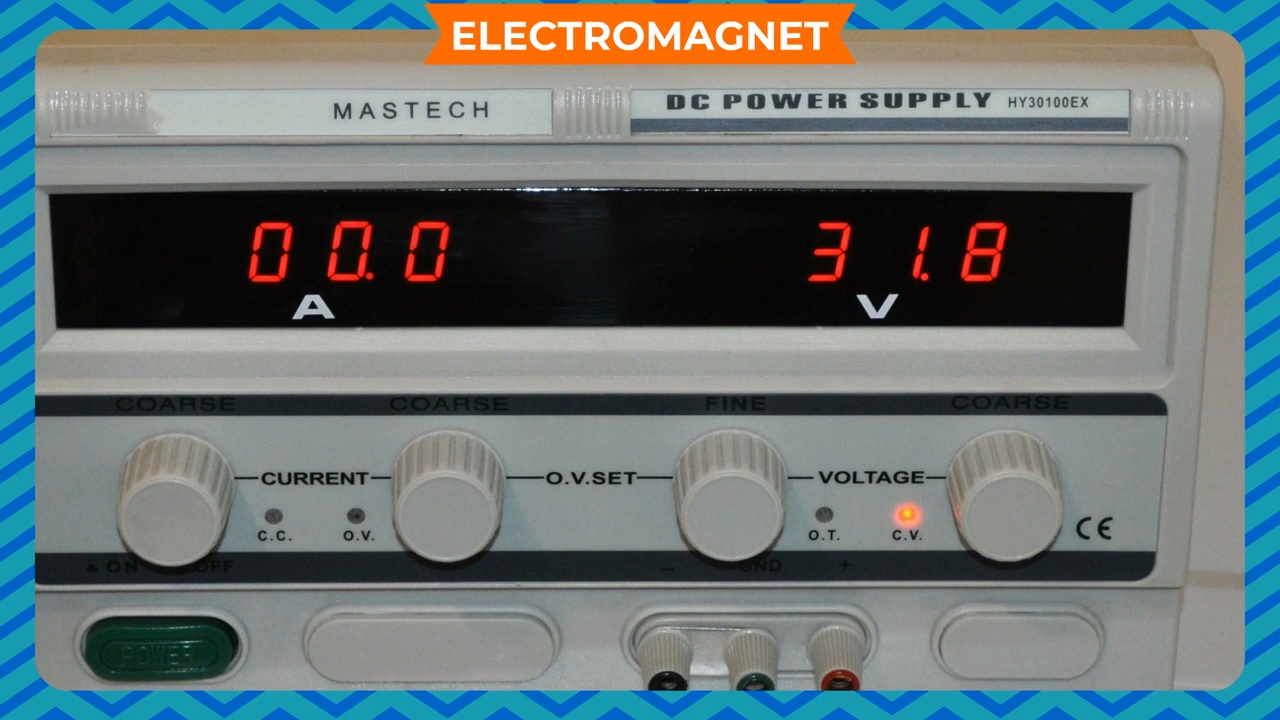 ELECTROMAGNET
MASTECH
DC POWER SUPPLY HY30100EX
00.0
31.8
A
V
COARSE
COARSE
FINE
COARSE
CURRENT
O.V.SET
VOLTAGE
C.C.
O.V.
O.T.
C.V.
CE
▲ ON
OFF
−
GND
+
POWER